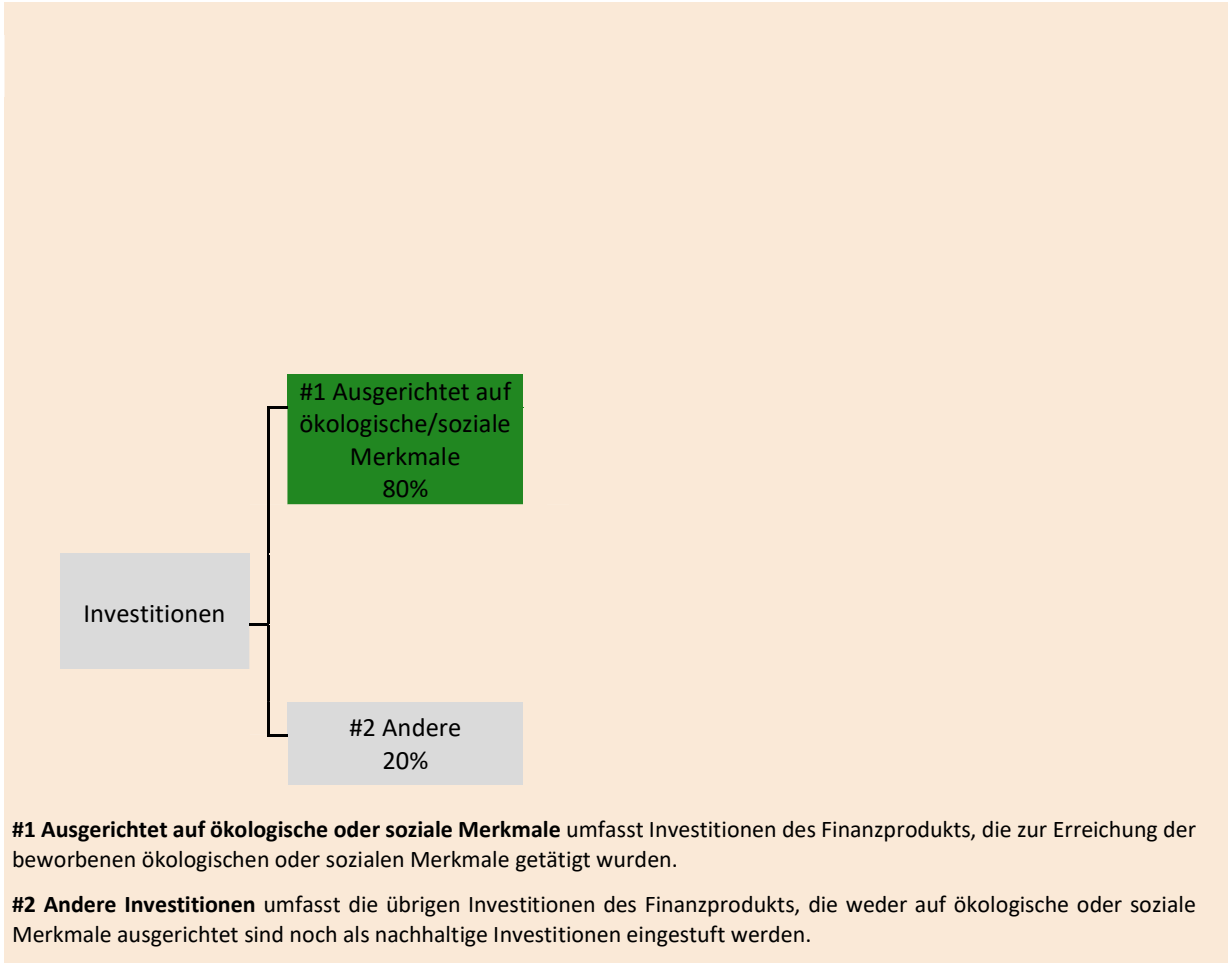 #1 Ausgerichtet auf
ökologische/soziale
Merkmale
80%
Investitionen
#2 Andere
20%
#1 Ausgerichtet auf ökologische oder soziale Merkmale umfasst Investitionen des Finanzprodukts, die zur Erreichung der
beworbenen ökologischen oder sozialen Merkmale getätigt wurden.
#2 Andere Investitionen umfasst die übrigen Investitionen des Finanzprodukts, die weder auf ökologische oder soziale
Merkmale ausgerichtet sind noch als nachhaltige Investitionen eingestuft werden.